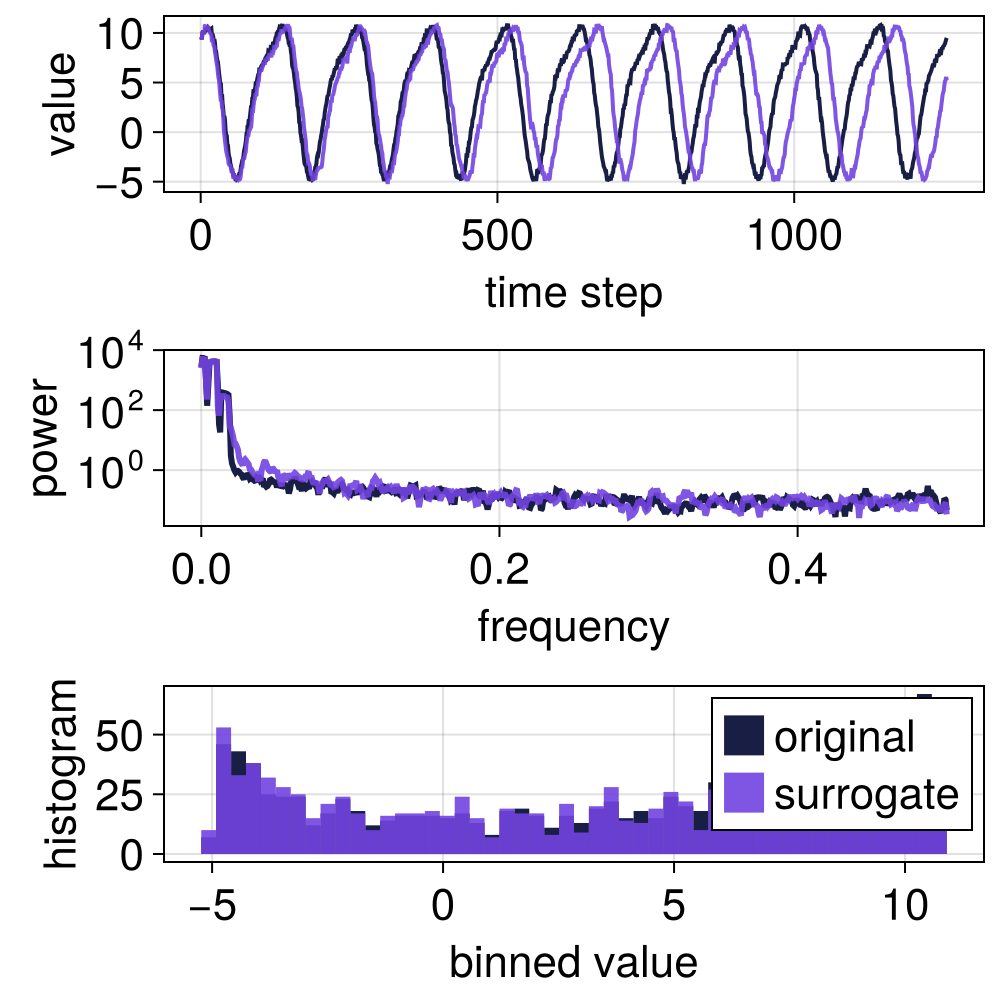 value
10
5
0
−5
0 500 1000
time step
power
10⁴
10²
10⁰
0.0 0.2 0.4
frequency
histogram
50
25
0
original
surrogate
−5 0 5 10
binned value